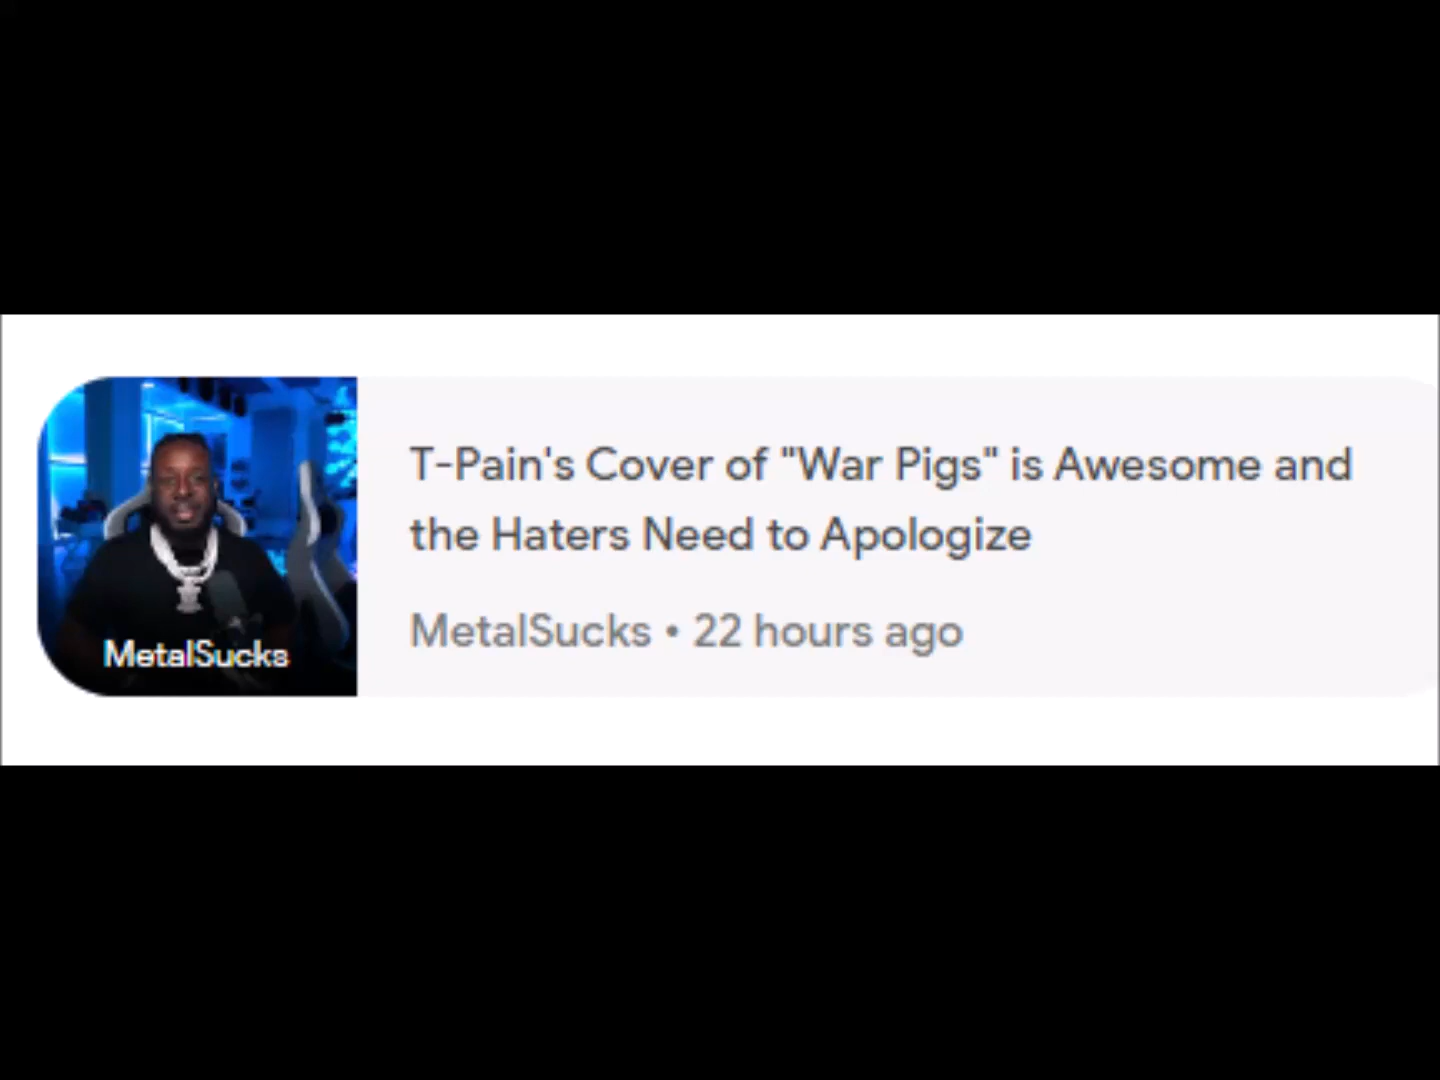 T-Pain's Cover of "War Pigs" is Awesome and
the Haters Need to Apologize
MetalSucks • 22 hours ago
MetalSucks